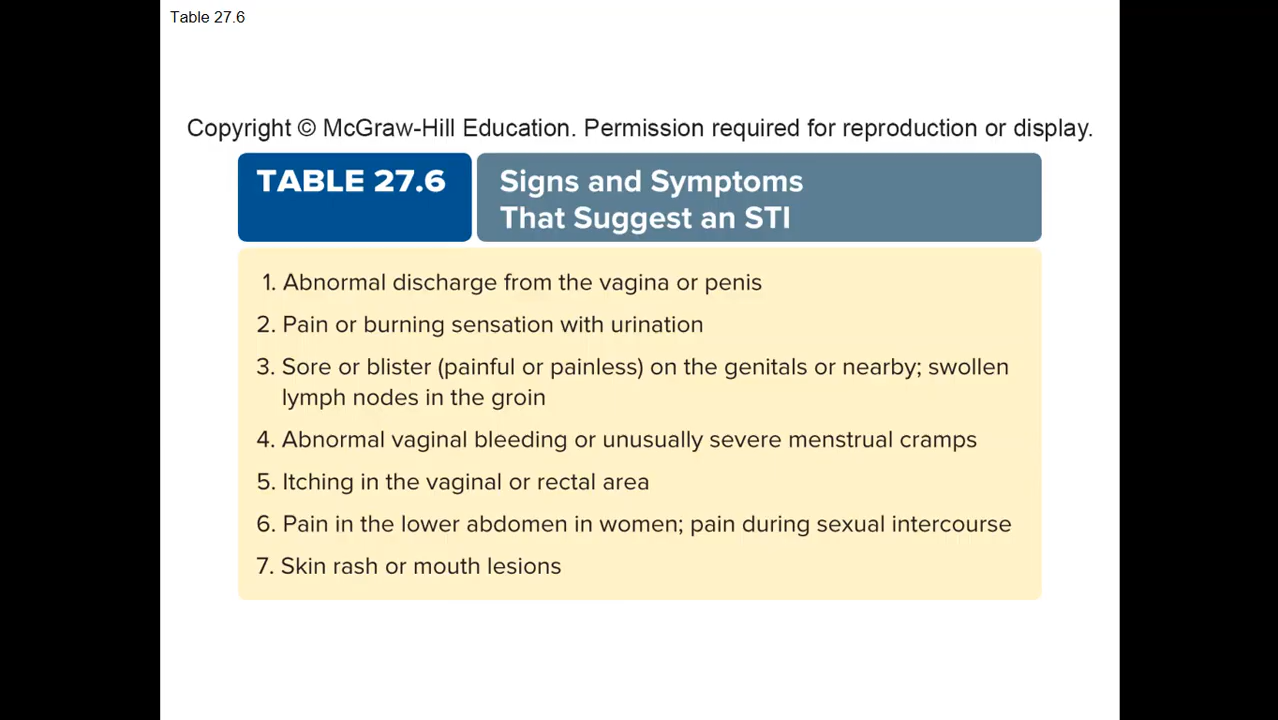 Table 27.6
Copyright © McGraw-Hill Education. Permission required for reproduction or display.
TABLE 27.6
Signs and Symptoms
That Suggest an STI
1. Abnormal discharge from the vagina or penis
2. Pain or burning sensation with urination
3. Sore or blister (painful or painless) on the genitals or nearby; swollen
lymph nodes in the groin
4. Abnormal vaginal bleeding or unusually severe menstrual cramps
5. Itching in the vaginal or rectal area
6. Pain in the lower abdomen in women; pain during sexual intercourse
7. Skin rash or mouth lesions